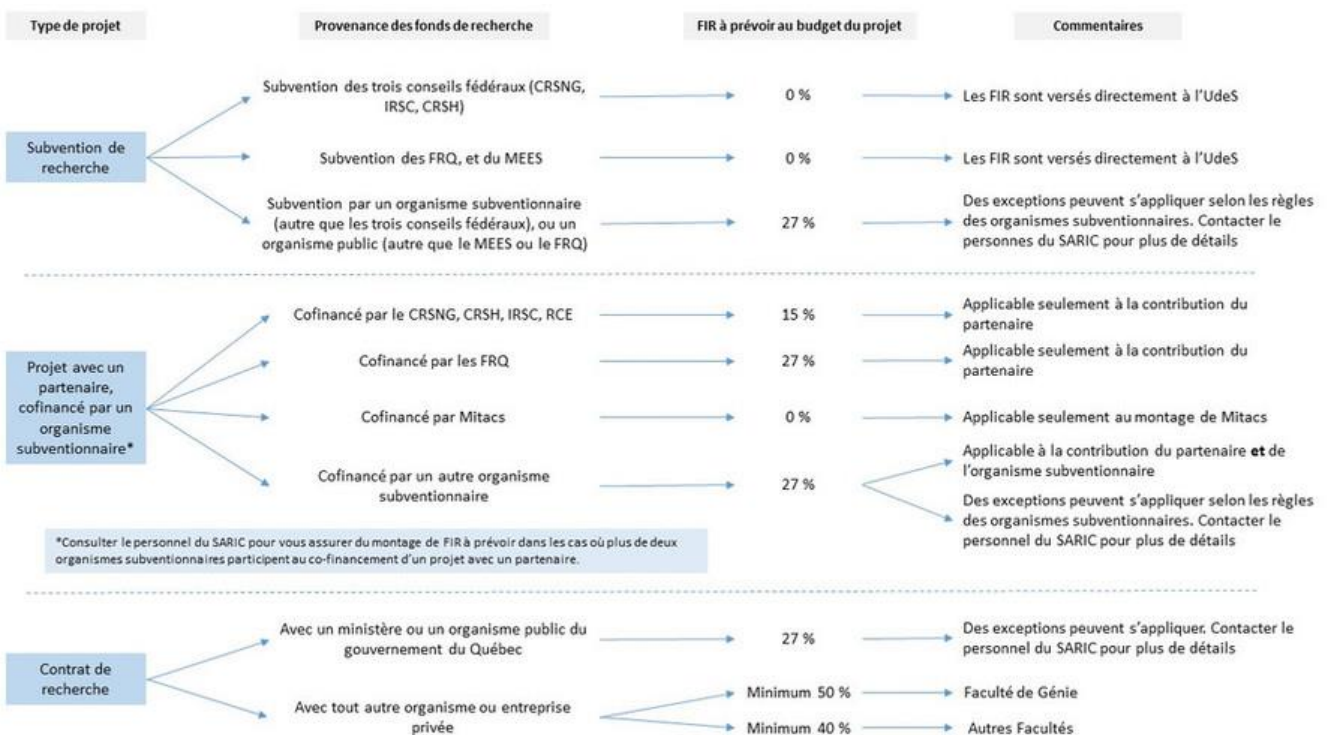 Type de projet
Provenance des fonds de recherche
FIR à prévoir au budget du projet
Commentaires
Subvention de
recherche
Subvention des trois conseils fédéraux (CRSNG,
IRSC, CRSH)
0 %
Les FIR sont versés directement à l'UdeS
Subvention des FRQ, et du MEES
0 %
Les FIR sont versés directement à l'UdeS
Subvention par un organisme subventionnaire
(autre que les trois conseils fédéraux), ou un
organisme public (autre que le MEES ou le FRQ)
27 %
Des exceptions peuvent s'appliquer selon les règles
des organismes subventionnaires. Contacter le
personnes du SARIC pour plus de détails
Projet avec un
partenaire,
cofinancé par un
organisme
subventionnaire*
Cofinancé par le CRSNG, CRSH, IRSC, RCE
15 %
Applicable seulement à la contribution du
partenaire
Cofinancé par les FRQ
27 %
Applicable seulement à la contribution du
partenaire
Cofinancé par Mitacs
0 %
Applicable seulement au montage de Mitacs
Cofinancé par un autre organisme
subventionnaire
27 %
Applicable à la contribution du partenaire et de
l'organisme subventionnaire
Des exceptions peuvent s'appliquer selon les règles
des organismes subventionnaires. Contacter le
personnel du SARIC pour plus de détails
*Consulter le personnel du SARIC pour vous assurer du montage de FIR à prévoir dans les cas où plus de deux
organismes subventionnaires participent au co-financement d'un projet avec un partenaire.
Contrat de
recherche
Avec un ministère ou un organisme public du
gouvernement du Québec
27 %
Des exceptions peuvent s'appliquer. Contacter le
personnel du SARIC pour plus de détails
Avec tout autre organisme ou entreprise
privée
Minimum 50 %
Faculté de Génie
Minimum 40 %
Autres Facultés